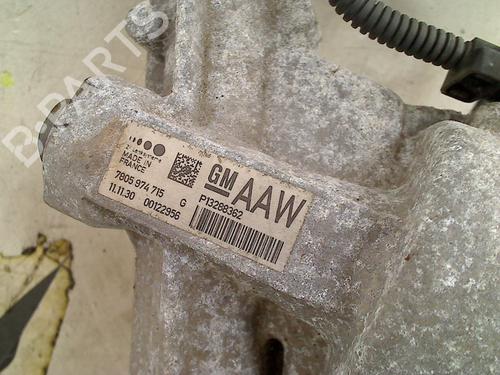 B-PARTS
MADE IN
FRANCE
7805 974 715 G
11.11.30 00122956
GM
AAW
P13288362